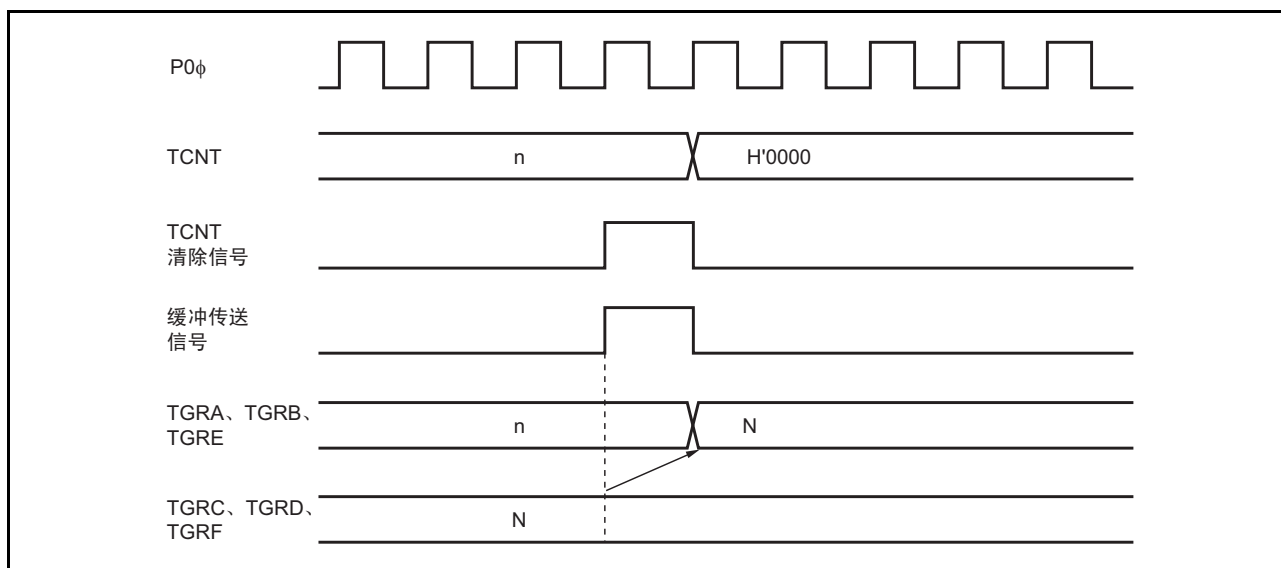 P0ϕ
TCNT
n
H'0000
TCNT
清除信号
缓冲传送
信号
TGRA、TGRB、
TGRE
n
N
TGRC、TGRD、
TGRF
N